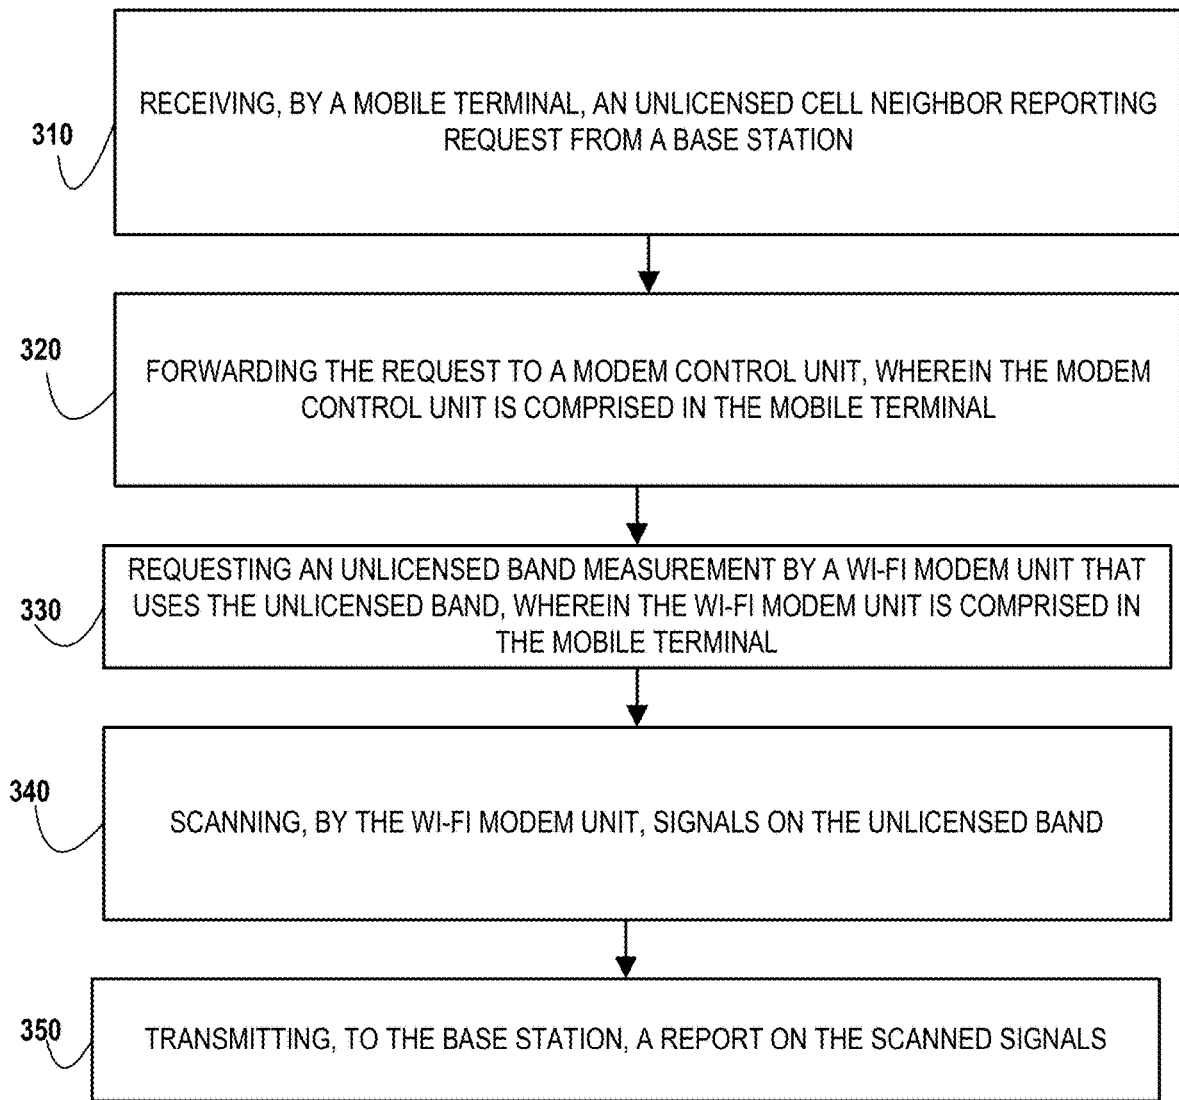 RECEIVING, BY A MOBILE TERMINAL, AN UNLICENSED CELL NEIGHBOR REPORTING
REQUEST FROM A BASE STATION
310
320
FORWARDING THE REQUEST TO A MODEM CONTROL UNIT, WHEREIN THE MODEM
CONTROL UNIT IS COMPRISED IN THE MOBILE TERMINAL
REQUESTING AN UNLICENSED BAND MEASUREMENT BY A WI-FI MODEM UNIT THAT
USES THE UNLICENSED BAND, WHEREIN THE WI-FI MODEM UNIT IS COMPRISED IN
THE MOBILE TERMINAL
330
340
SCANNING, BY THE WI-FI MODEM UNIT, SIGNALS ON THE UNLICENSED BAND
350
TRANSMITTING, TO THE BASE STATION, A REPORT ON THE SCANNED SIGNALS